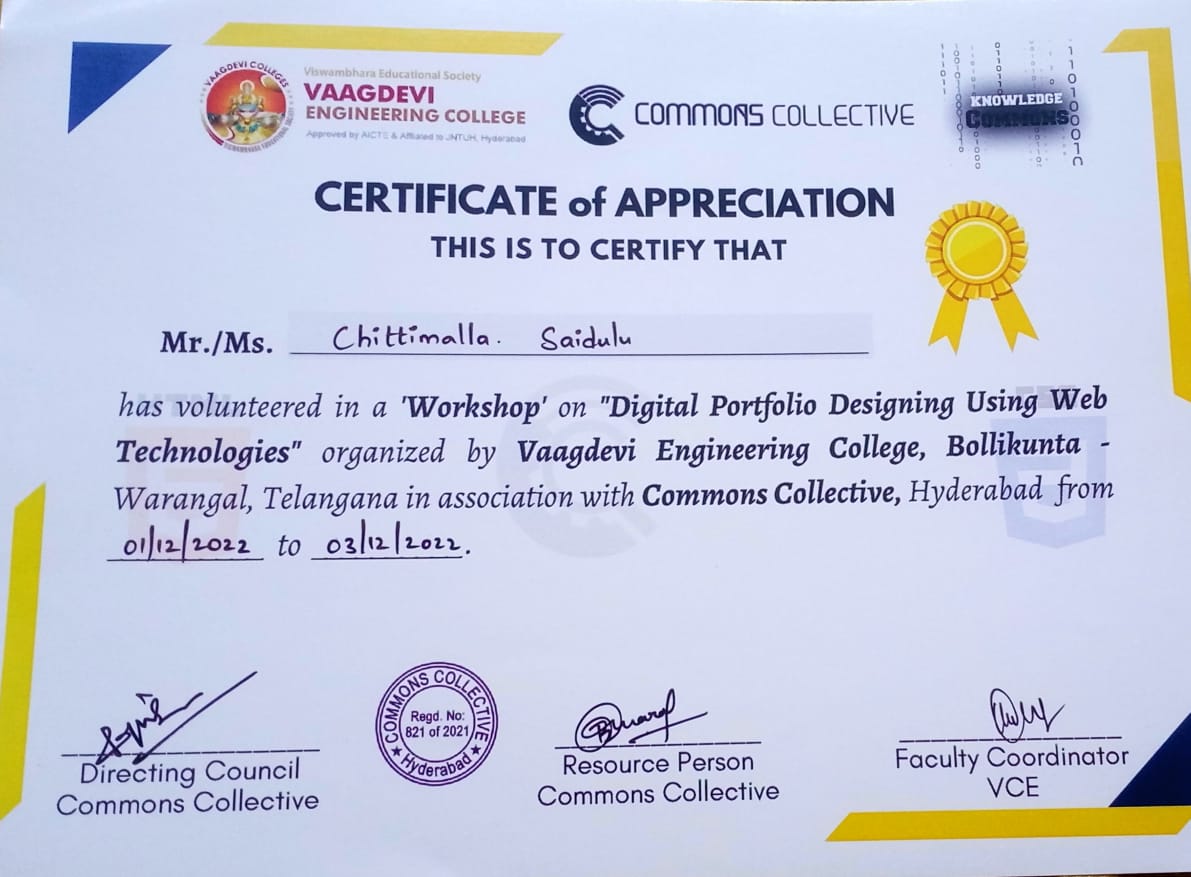 VAAGDEVI COLLEGES
Viswambhara Educational Society
VAAGDEVI
ENGINEERING COLLEGE
Approved by AICTE & Affiliated to JNTUH, Hyderabad
COMMONS COLLECTIVE
KNOWLEDGE
COMMONS
CERTIFICATE of APPRECIATION
THIS IS TO CERTIFY THAT
Mr./Ms. Chittimalla. Saidulu
has volunteered in a 'Workshop' on "Digital Portfolio Designing Using Web
Technologies" organized by Vaagdevi Engineering College, Bollikunta -
Warangal, Telangana in association with Commons Collective, Hyderabad from
01/12/2022 to 03/12/2022.
Directing Council
Commons Collective
COMMONS COLLECTIVE
Regd. No:
821 of 2021
Hyderabad
Resource Person
Commons Collective
Faculty Coordinator
VCE